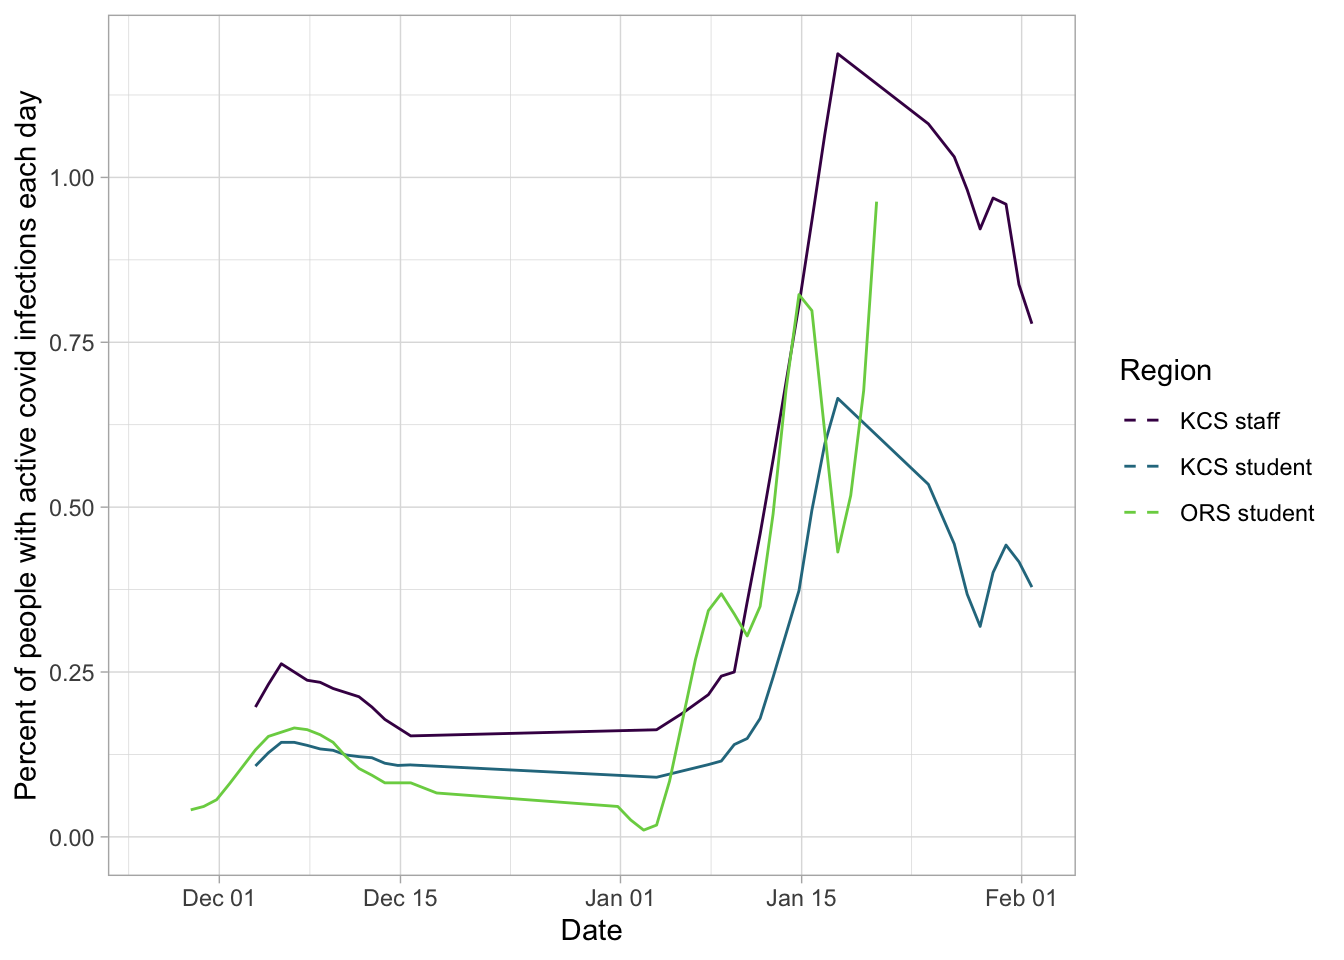 Percent of people with active covid infections each day
1.00
0.75
0.50
0.25
0.00
Dec 01
Dec 15
Jan 01
Jan 15
Feb 01
Date
Region
KCS staff
KCS student
ORS student